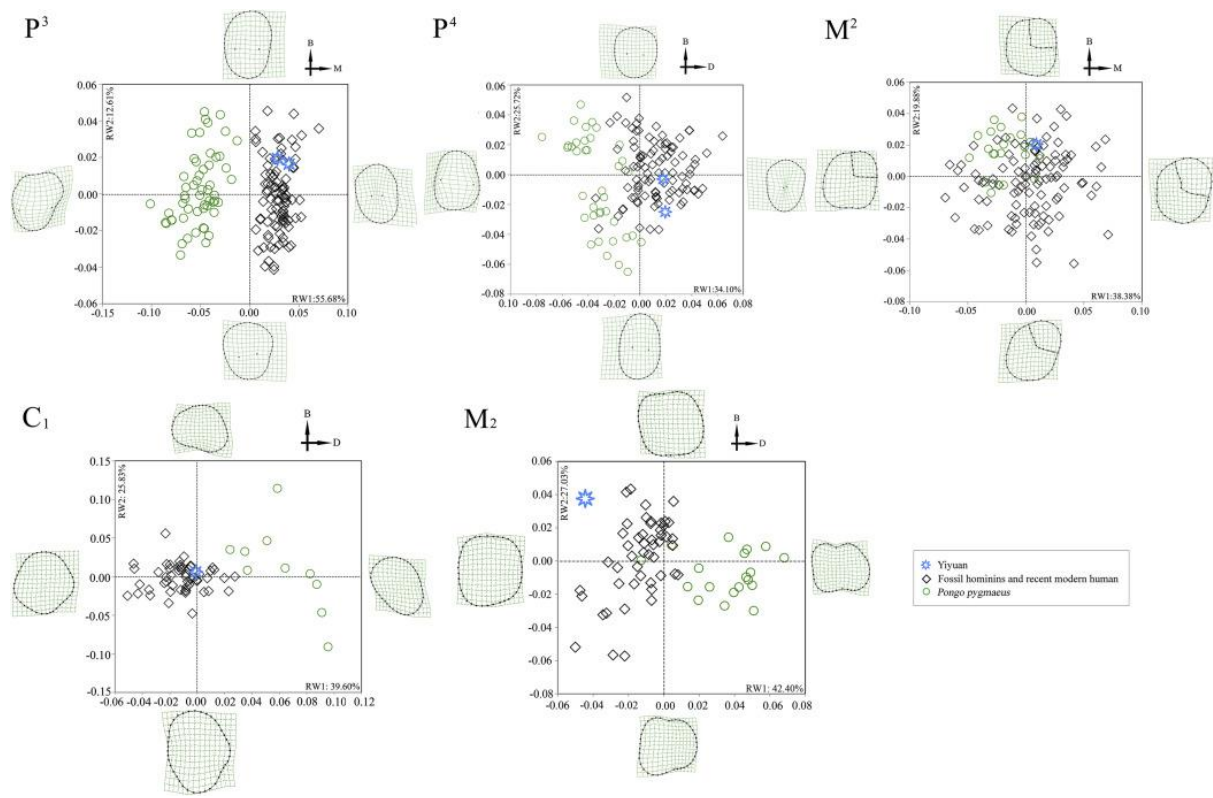 P³
B
M
RW2:12.61%
0.06
0.04
0.02
0.00
-0.02
-0.04
-0.06
RW1:55.68%
-0.15 -0.10 -0.05 0.00 0.05 0.10
P⁴
B
D
RW2:25.72%
0.06
0.04
0.02
0.00
-0.02
-0.04
-0.06
-0.08
RW1:34.10%
0.10 -0.08 -0.06 -0.04 -0.02 0.00 0.02 0.04 0.06 0.08
M²
B
M
RW2:19.88%
0.06
0.04
0.02
0.00
-0.02
-0.04
-0.06
-0.08
RW1:38.38%
-0.10 -0.05 0.00 0.05 0.10
C₁
B
D
RW2: 25.83%
0.15
0.10
0.05
0.00
-0.05
-0.10
-0.15
RW1: 39.60%
-0.06 -0.04 -0.02 0.00 0.02 0.04 0.06 0.08 0.10 0.12
M₂
B
D
RW2:27.03%
0.06
0.04
0.02
0.00
-0.02
-0.04
-0.06
-0.08
RW1: 42.40%
-0.06 -0.04 -0.02 0.00 0.02 0.04 0.06 0.08
Yiyuan
Fossil hominins and recent modern human
Pongo pygmaeus